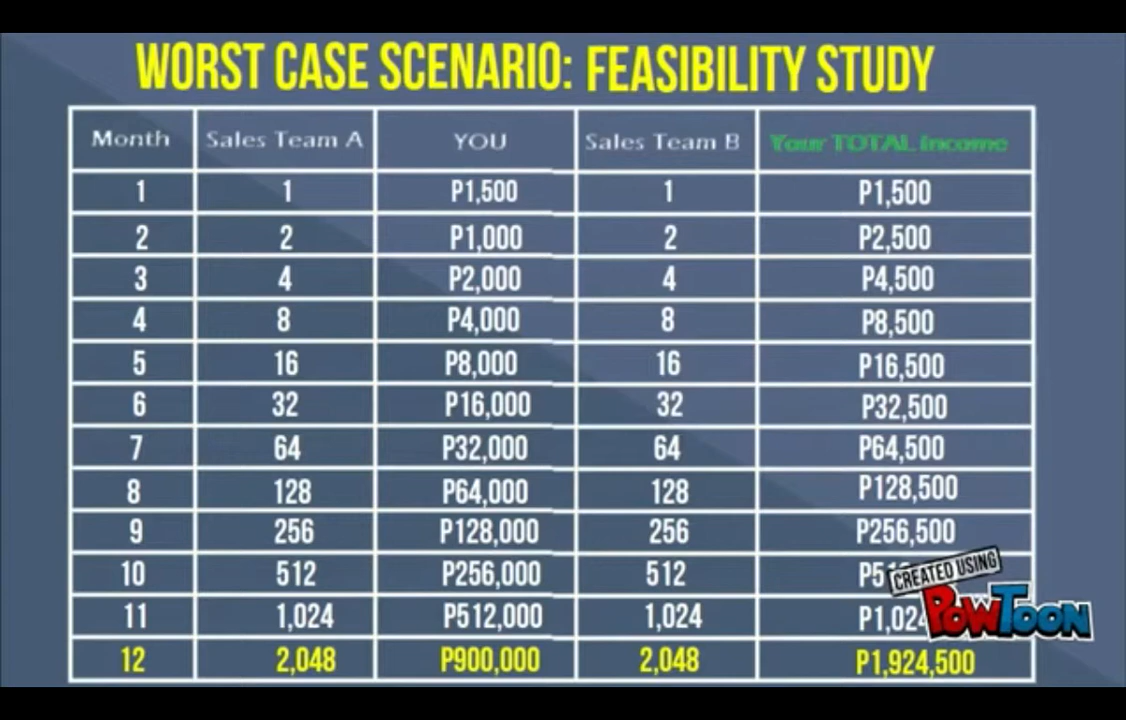 WORST CASE SCENARIO: FEASIBILITY STUDY
Month Sales Team A YOU Sales Team B Your TOTAL Income
1 1 P1,500 1 P1,500
2 2 P1,000 2 P2,500
3 4 P2,000 4 P4,500
4 8 P4,000 8 P8,500
5 16 P8,000 16 P16,500
6 32 P16,000 32 P32,500
7 64 P32,000 64 P64,500
8 128 P64,000 128 P128,500
9 256 P128,000 256 P256,500
10 512 P256,000 512
11 1,024 P512,000 1,024
12 2,048 P900,000 2,048 P1,924,500
CREATED USING
POWTOON